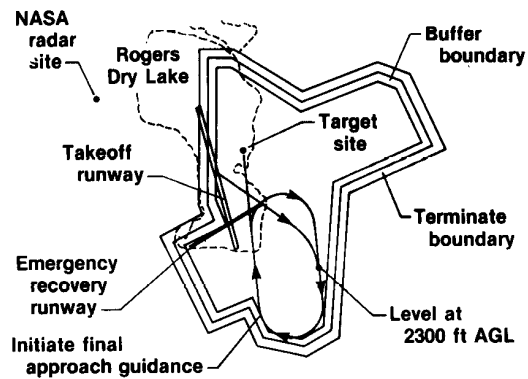 NASA
radar
site
Rogers
Dry Lake
Buffer
boundary
Target
site
Takeoff
runway
Terminate
boundary
Emergency
recovery
runway
Level at
2300 ft AGL
Initiate final
approach guidance